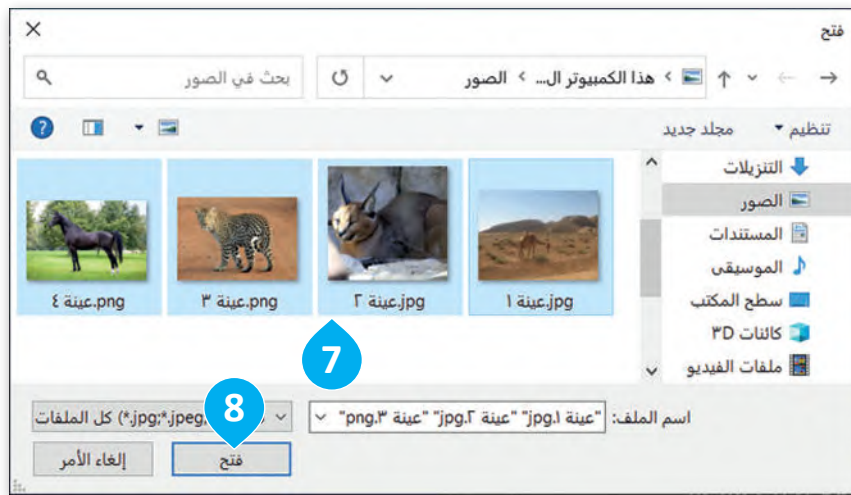 فتح
هذا الكمبيوتر ال... › الصور
بحث في الصور
تنظيم
مجلد جديد
?
التنزيلات
الصور
المستندات
الموسيقى
سطح المكتب
كائنات ٣D
ملفات الفيديو
عينة ١.jpg
عينة ٢.jpg
عينة ٣.png
عينة ٤.png
7
اسم الملف:
"عينة ١.jpg" "عينة ٢.jpg" "عينة ٣.png"
كل الملفات (*.jpg;*.jpeg;
8
فتح
إلغاء الأمر